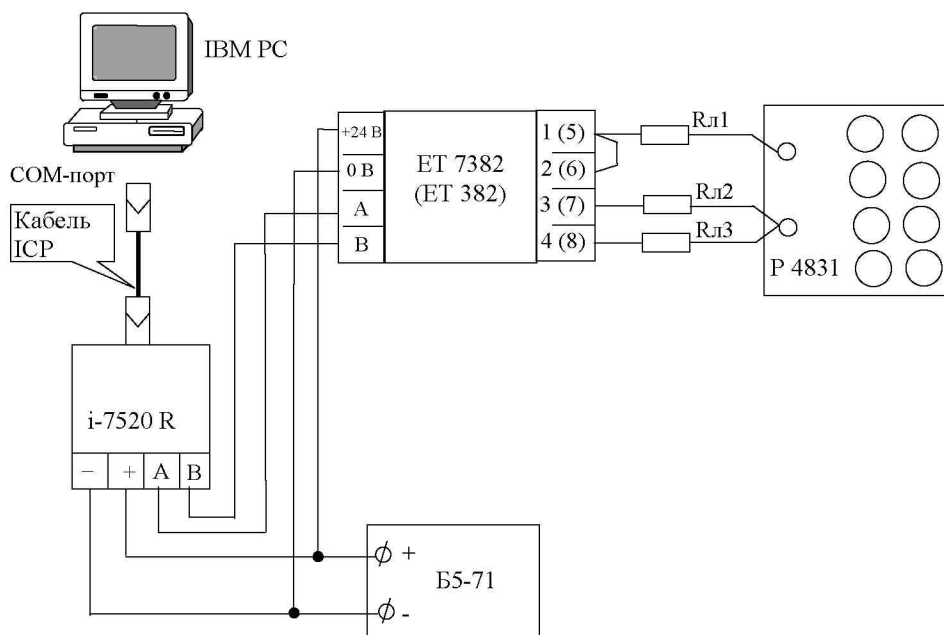 IBM PC
COM-порт
Кабель
ICP
i-7520 R
− + A B
+24 В
0 В
A
B
ET 7382
(ET 382)
1 (5)
2 (6)
3 (7)
4 (8)
Rл1
Rл2
Rл3
P 4831
+
Б5-71
-